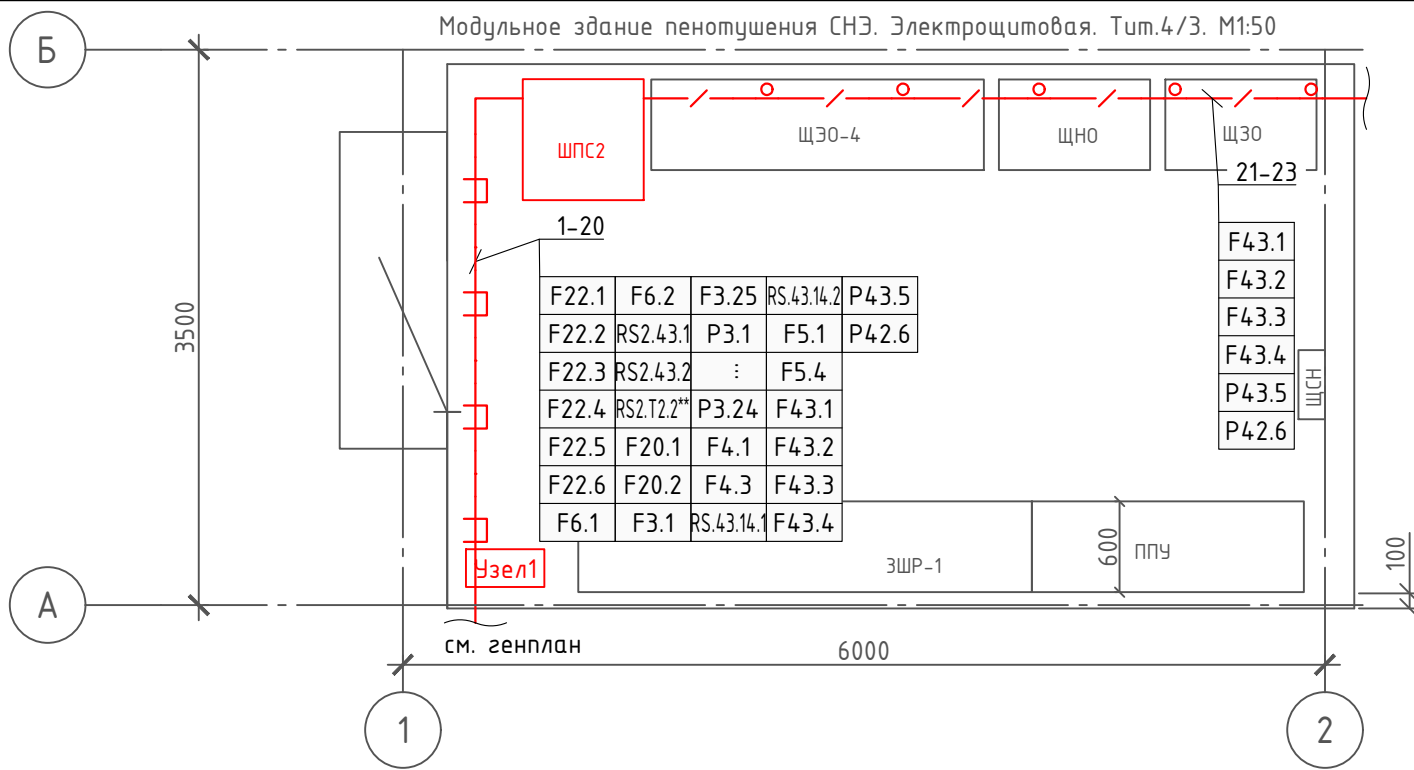 Модульное здание пенотушения СНЭ. Электрощитовая. Тит.4/3. М1:50
Б
ШПС2
ЩЭО-4
ЩНО
ЩЗО
21-23
1-20
3500
F22.1 F6.2 F3.25 RS.43.14.2 P43.5
F22.2 RS2.43.1 P3.1 F5.1 P42.6
F22.3 RS2.43.2 ⋮ F5.4
F22.4 RS2.T2.2** P3.24 F43.1
F22.5 F20.1 F4.1 F43.2
F22.6 F20.2 F4.3 F43.3
F6.1 F3.1 RS.43.14.1 F43.4
F43.1
F43.2
F43.3
F43.4
P43.5
P42.6
ЩСН
Узел1
ЗШР-1
600
ППУ
100
А
см. генплан
6000
1
2